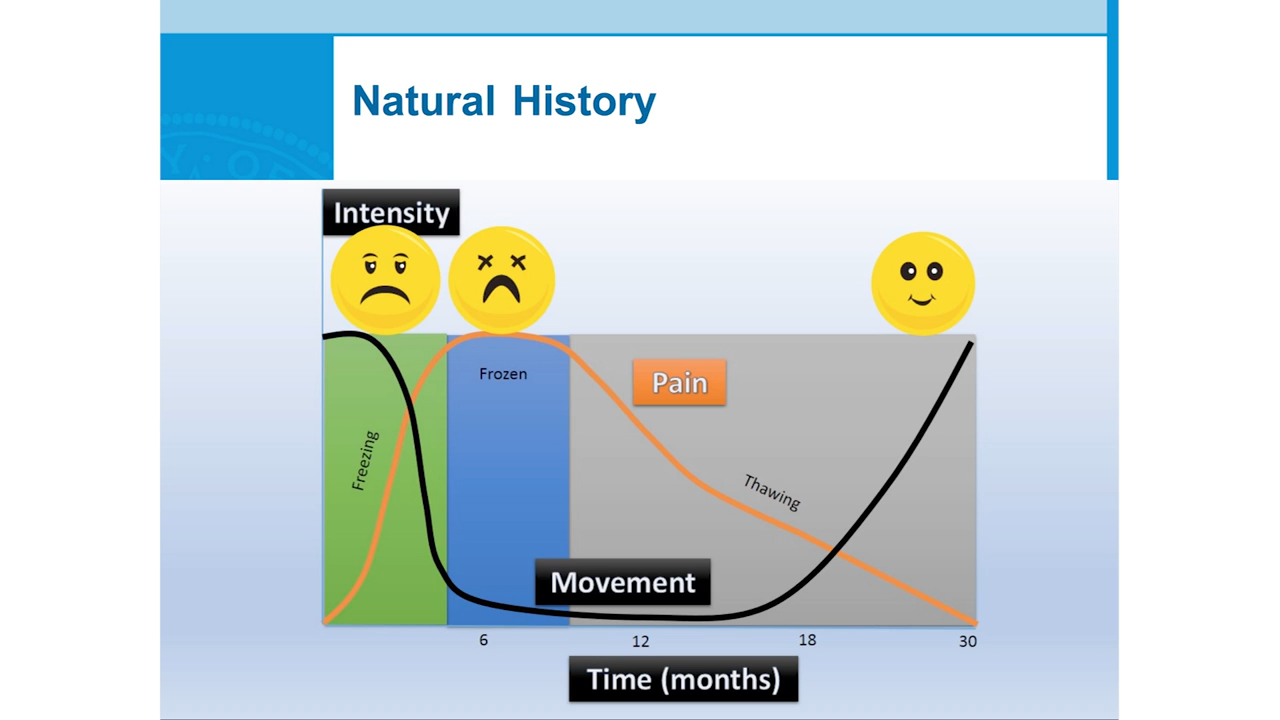 Natural History
Intensity
Frozen
Pain
Freezing
Thawing
Movement
6 12 18 30
Time (months)